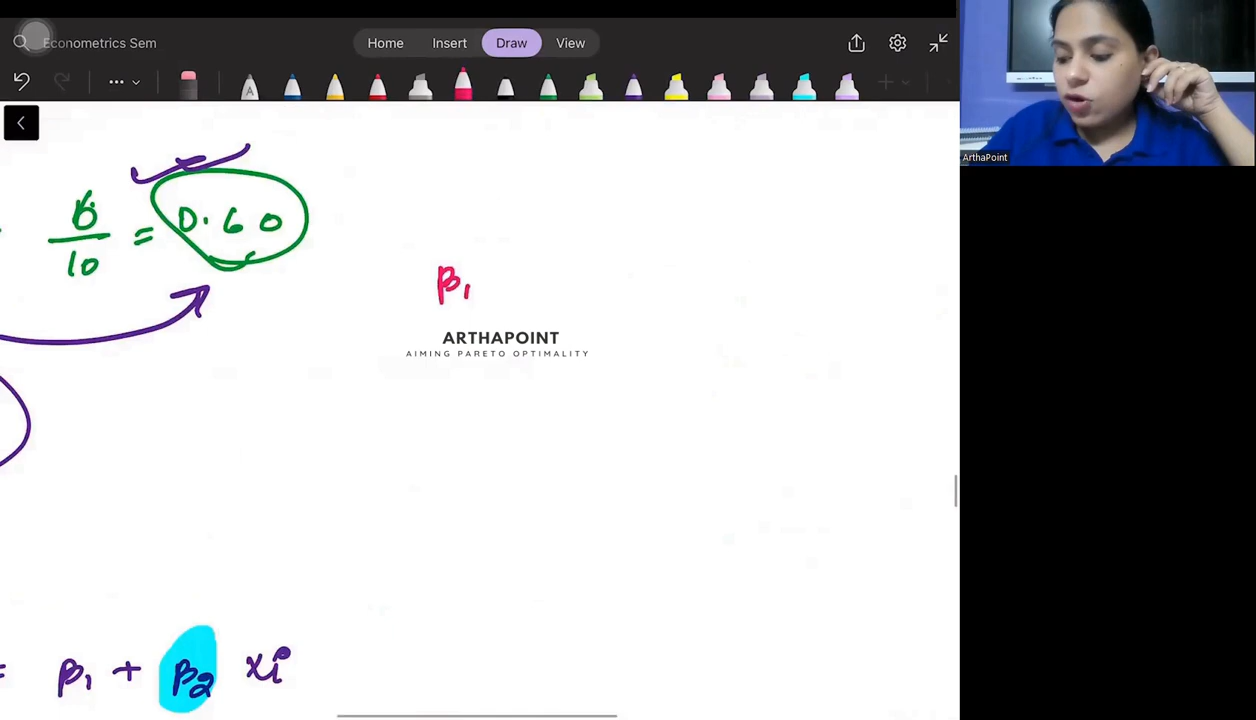 Econometrics Sem
Home Insert Draw View
A
6/10 = 0.60
β₁
ARTHAPOINT
AIMING PARETO OPTIMALITY
= β₁ + β₂ xi
ArthaPoint